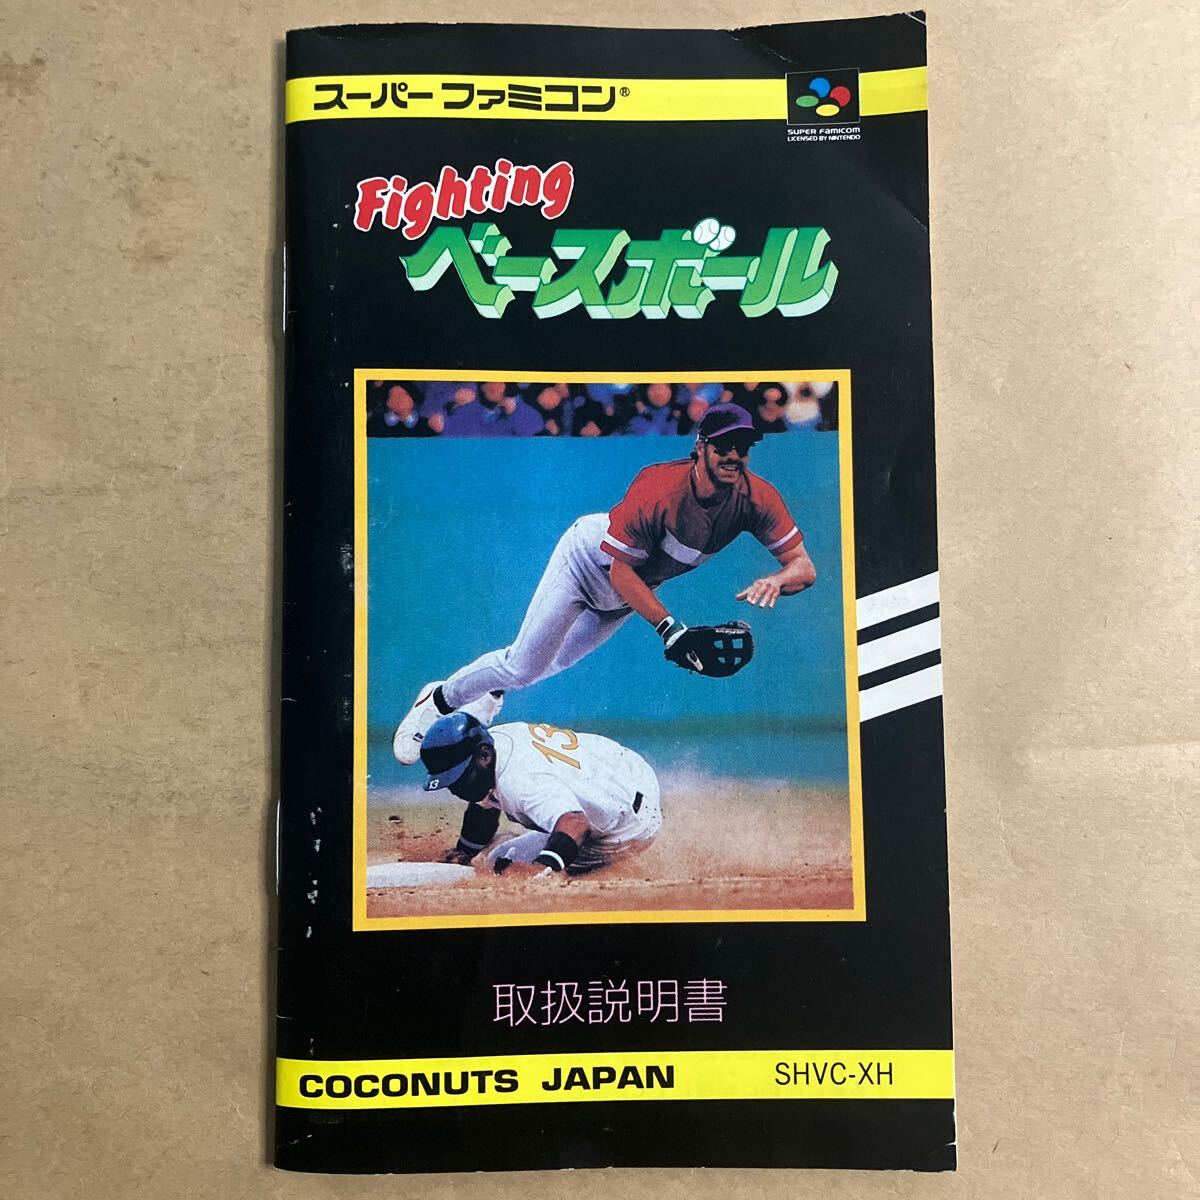 スーパーファミコン®
SUPER FAMICOM
LICENSED BY NINTENDO
Fighting
ベースボール
13
13
取扱説明書
COCONUTS JAPAN
SHVC-XH